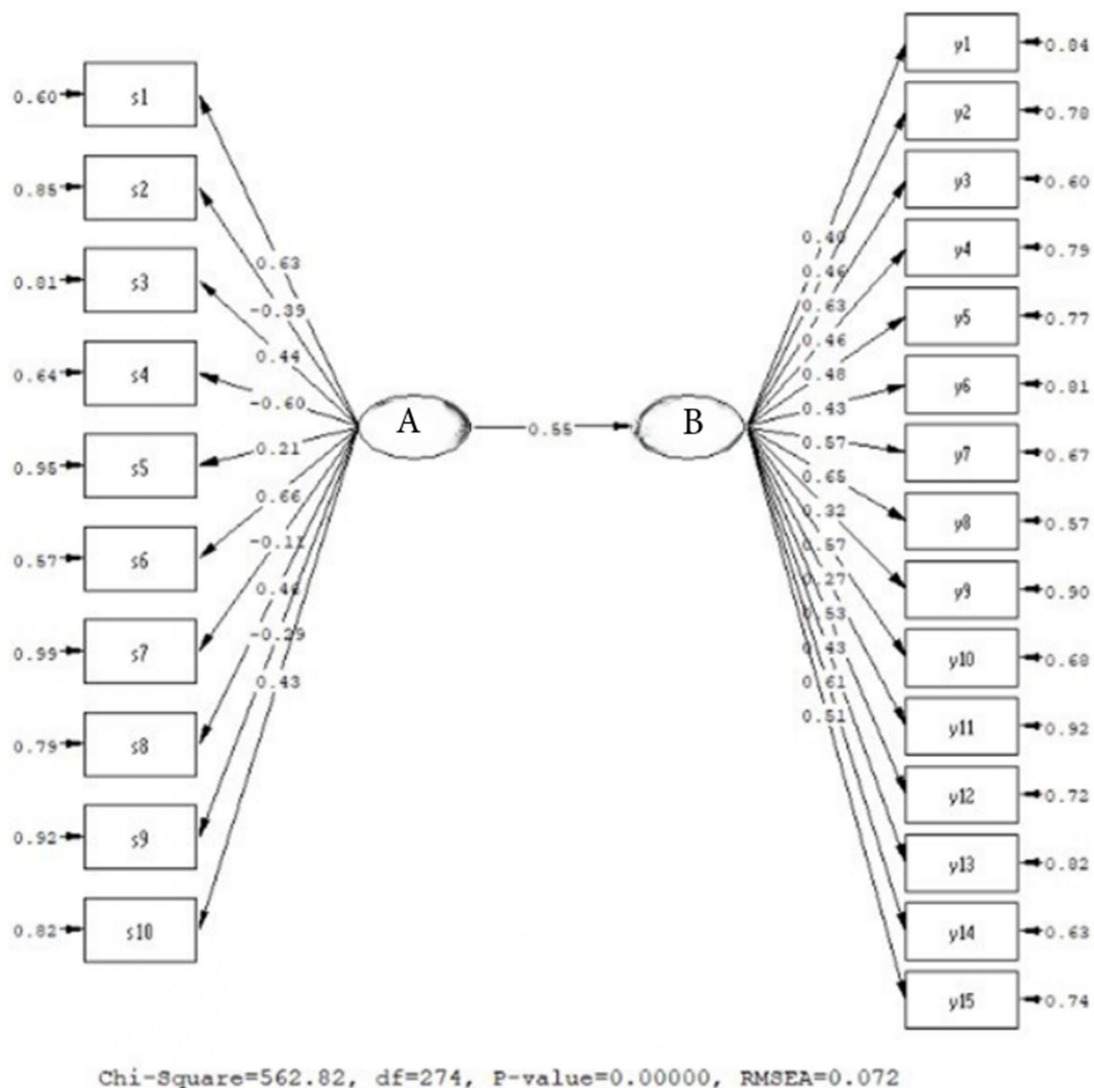 y1
0.84
s1
0.60
y2
0.78
s2
0.85
y3
0.60
0.40
y4
0.79
0.63
0.46
s3
0.81
-0.39
0.63
y5
0.77
0.46
0.44
s4
0.64
0.48
y6
0.81
-0.60
0.43
A
0.55
B
0.21
0.57
y7
0.67
s5
0.95
0.65
0.66
0.32
y8
0.57
-0.11
0.57
s6
0.57
0.27
y9
0.90
0.46
0.53
-0.29
0.43
s7
0.99
y10
0.68
0.43
0.61
0.51
y11
0.92
s8
0.79
y12
0.72
s9
0.92
y13
0.82
s10
0.82
y14
0.63
y15
0.74
Chi-Square=562.82, df=274, P-value=0.00000, RMSEA=0.072